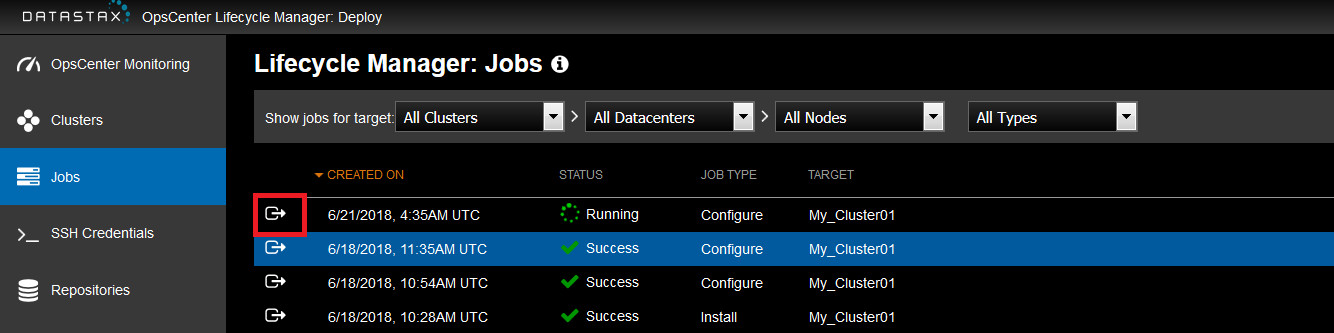 DATASTAX OpsCenter Lifecycle Manager: Deploy
OpsCenter Monitoring
Clusters
Jobs
SSH Credentials
Repositories
Lifecycle Manager: Jobs
Show jobs for target: All Clusters > All Datacenters > All Nodes All Types
CREATED ON STATUS JOB TYPE TARGET
6/21/2018, 4:35AM UTC Running Configure My_Cluster01
6/18/2018, 11:35AM UTC Success Configure My_Cluster01
6/18/2018, 10:54AM UTC Success Configure My_Cluster01
6/18/2018, 10:28AM UTC Success Install My_Cluster01